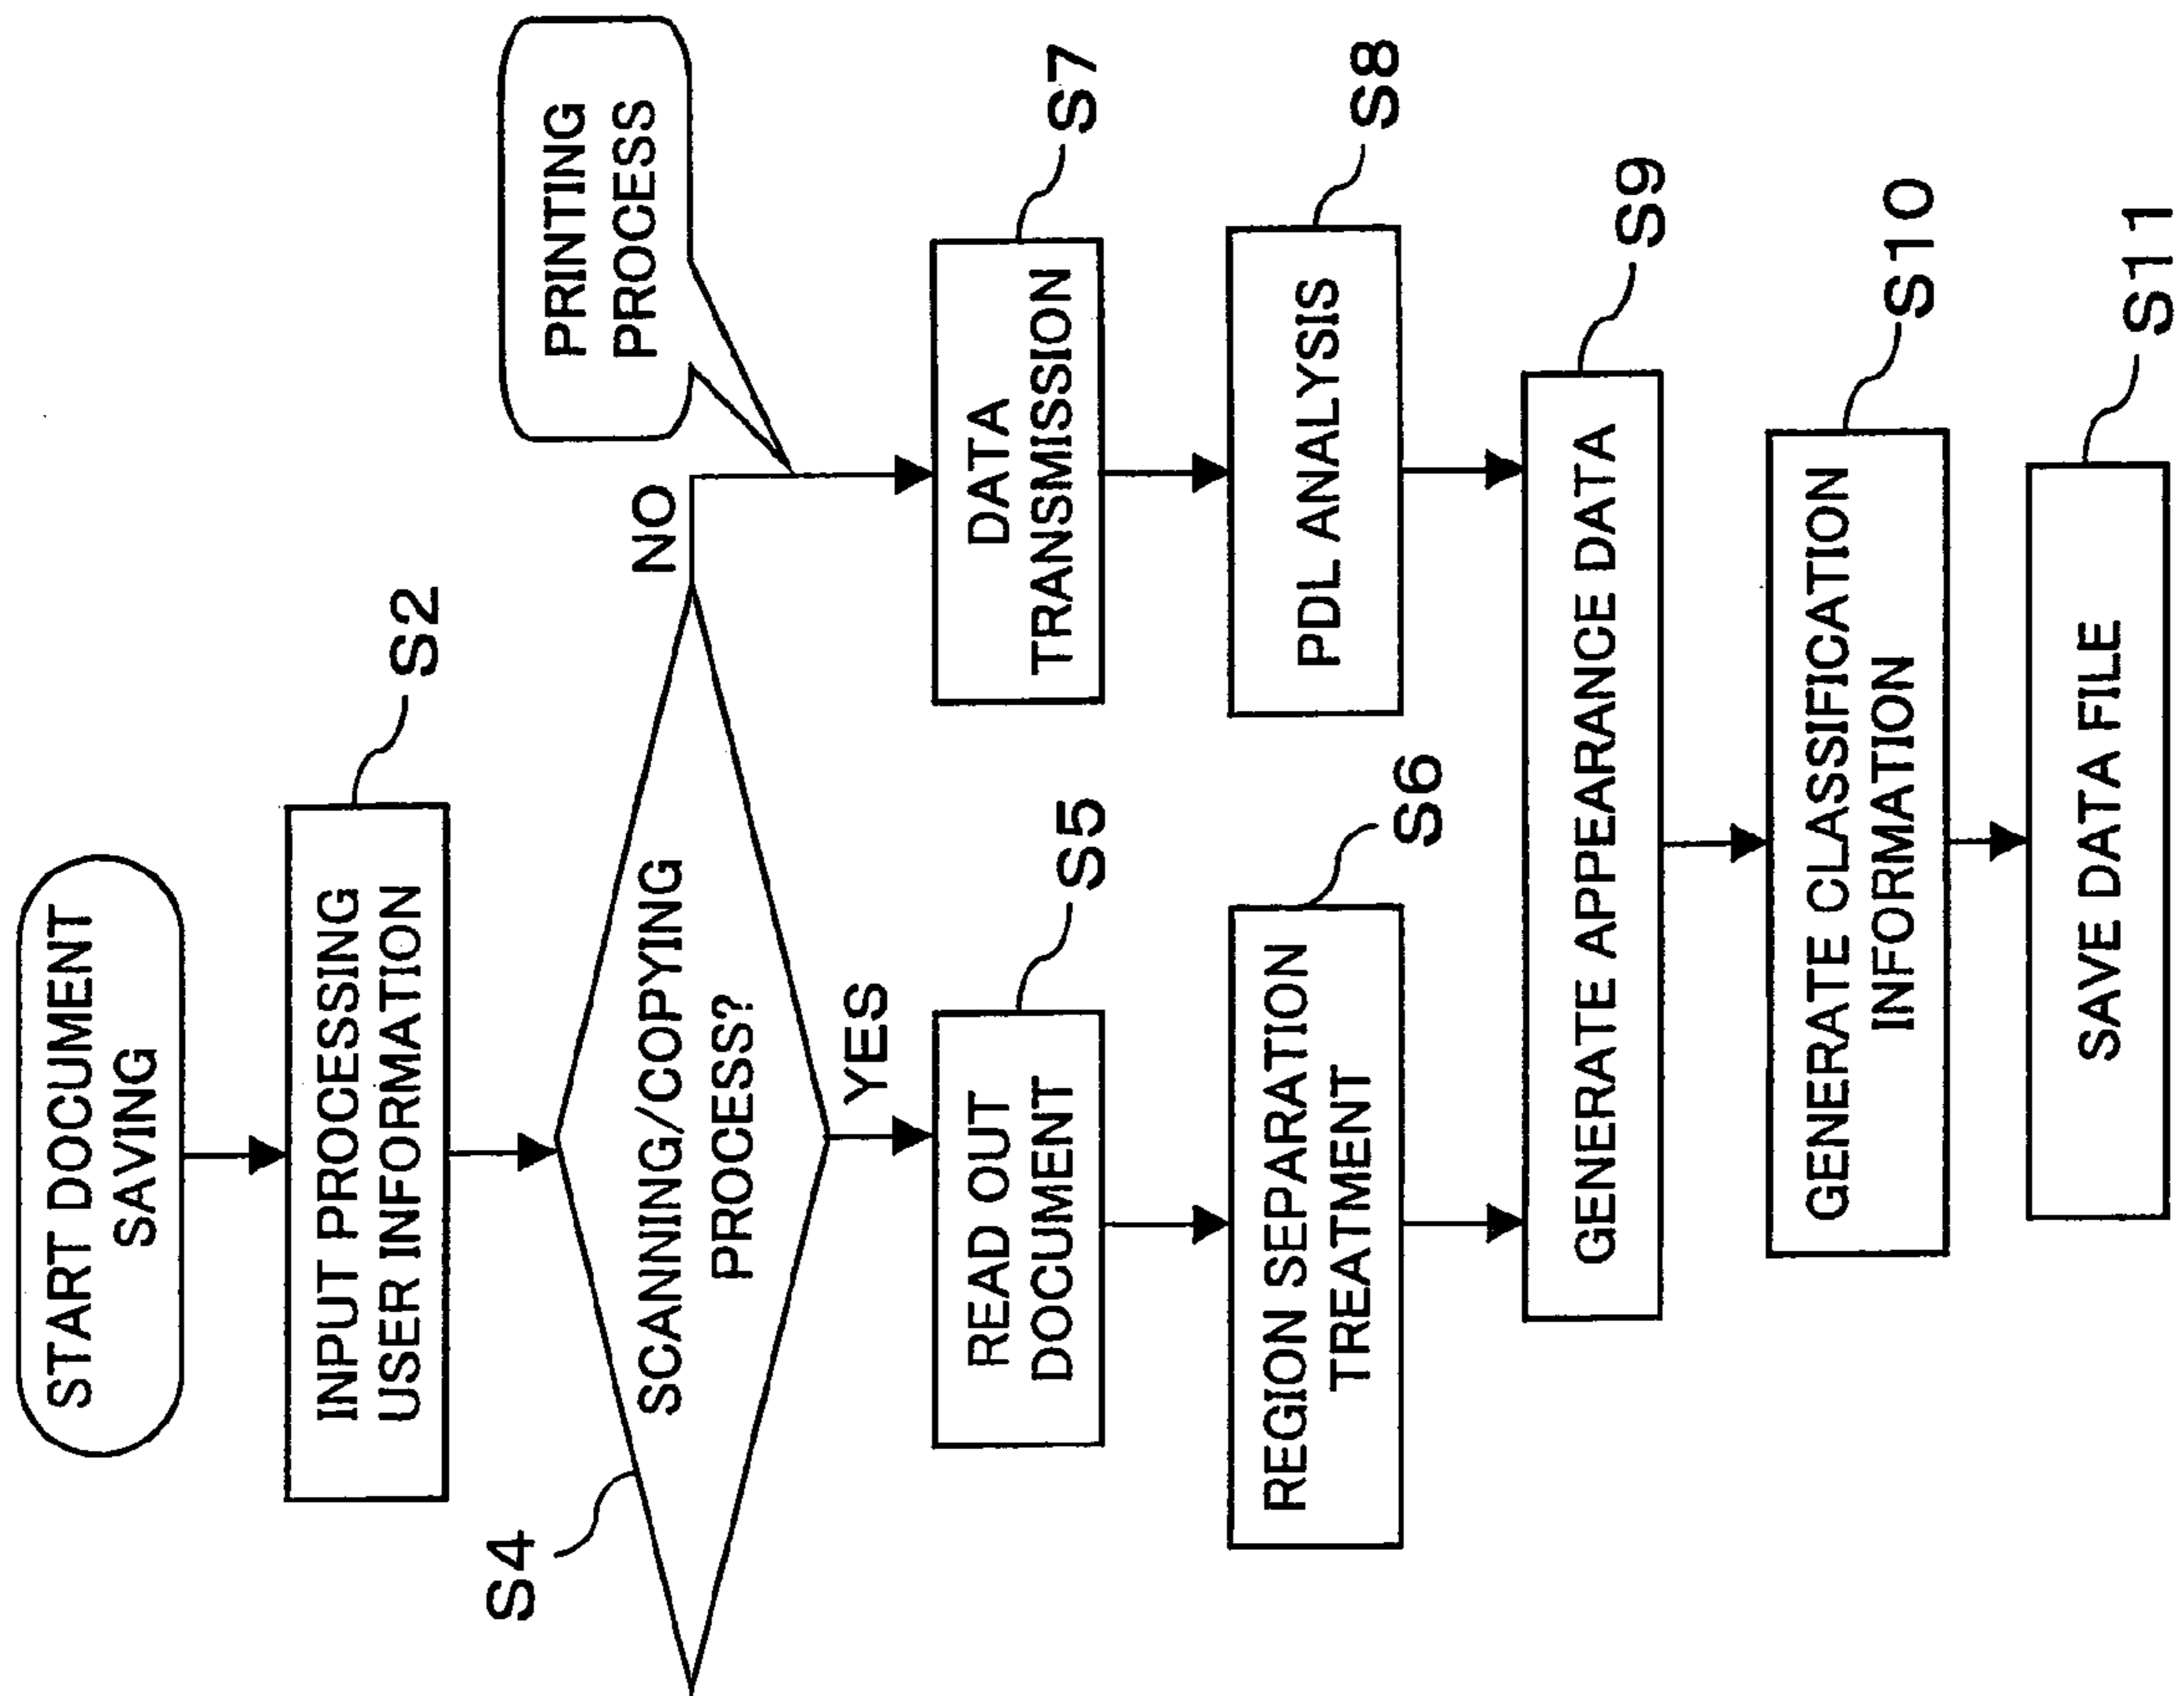 START DOCUMENT
SAVING
INPUT PROCESSING
USER INFORMATION
S2
S4
SCANNING/COPYING
PROCESS?
NO
YES
PRINTING
PROCESS
READ OUT
DOCUMENT
S5
DATA
TRANSMISSION
S7
REGION SEPARATION
TREATMENT
S6
PDL ANALYSIS
S8
GENERATE APPEARANCE DATA
S9
GENERATE CLASSIFICATION
INFORMATION
S10
SAVE DATA FILE
S11